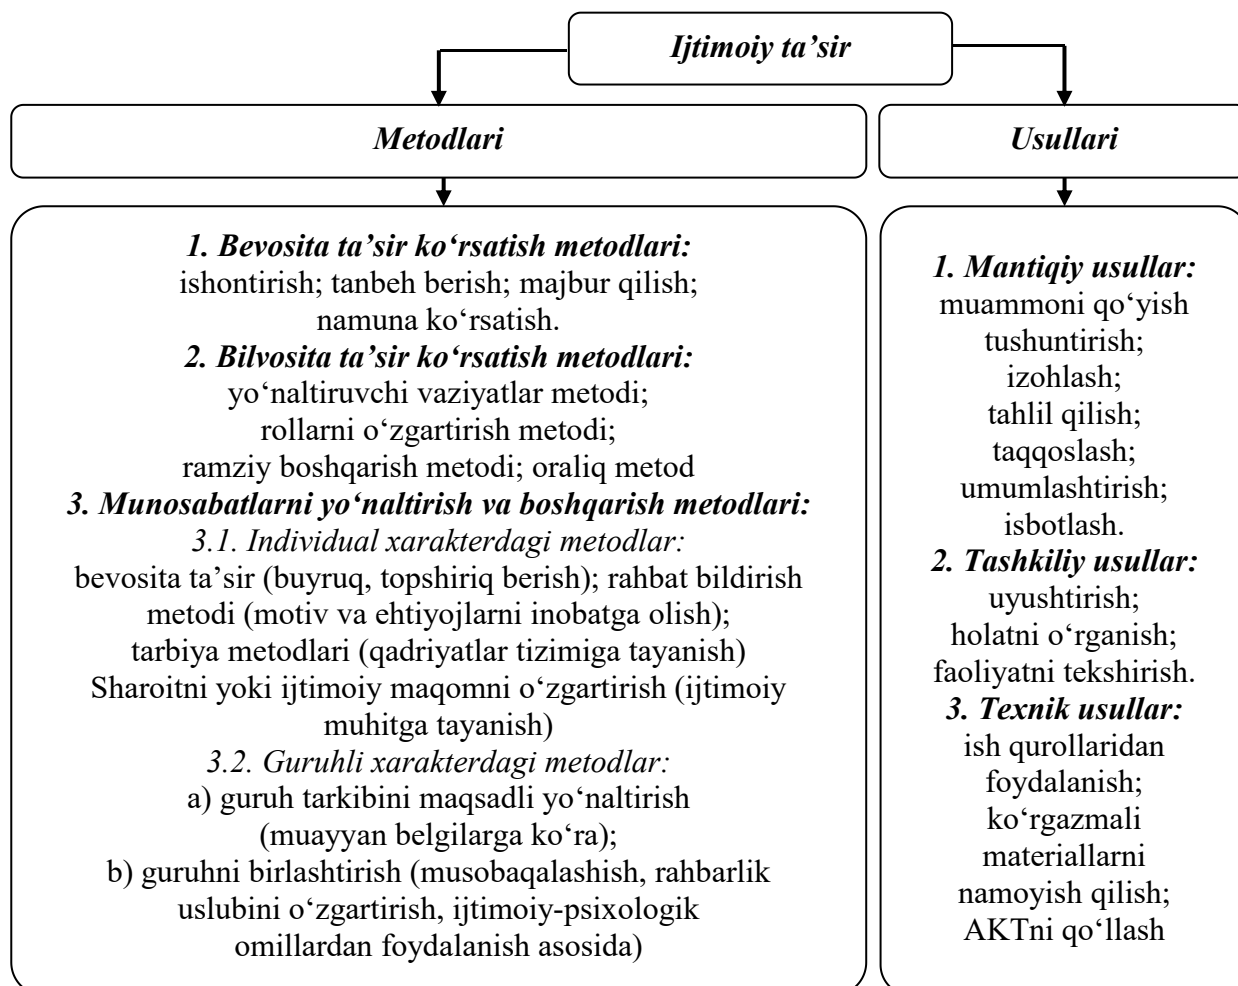 Ijtimoiy ta’sir
Metodlari
Usullari
1. Bevosita ta’sir ko‘rsatish metodlari:
ishontirish; tanbeh berish; majbur qilish;
namuna ko‘rsatish.
2. Bilvosita ta’sir ko‘rsatish metodlari:
yo‘naltiruvchi vaziyatlar metodi;
rollarni o‘zgartirish metodi;
ramziy boshqarish metodi; oraliq metod
3. Munosabatlarni yo‘naltirish va boshqarish metodlari:
3.1. Individual xarakterdagi metodlar:
bevosita ta’sir (buyruq, topshiriq berish); rahbat bildirish
metodi (motiv va ehtiyojlarni inobatga olish);
tarbiya metodlari (qadriyatlar tizimiga tayanish)
Sharoitni yoki ijtimoiy maqomni o‘zgartirish (ijtimoiy
muhitga tayanish)
3.2. Guruhli xarakterdagi metodlar:
a) guruh tarkibini maqsadli yo‘naltirish
(muayyan belgilarga ko‘ra);
b) guruhni birlashtirish (musobaqalashish, rahbarlik
uslubini o‘zgartirish, ijtimoiy-psixologik
omillardan foydalanish asosida)
1. Mantiqiy usullar:
muammoni qo‘yish
tushuntirish;
izohlash;
tahlil qilish;
taqqoslash;
umumlashtirish;
isbotlash.
2. Tashkiliy usullar:
uyushtirish;
holatni o‘rganish;
faoliyatni tekshirish.
3. Texnik usullar:
ish qurollaridan
foydalanish;
ko‘rgazmali
materiallarni
namoyish qilish;
AKTni qo‘llash